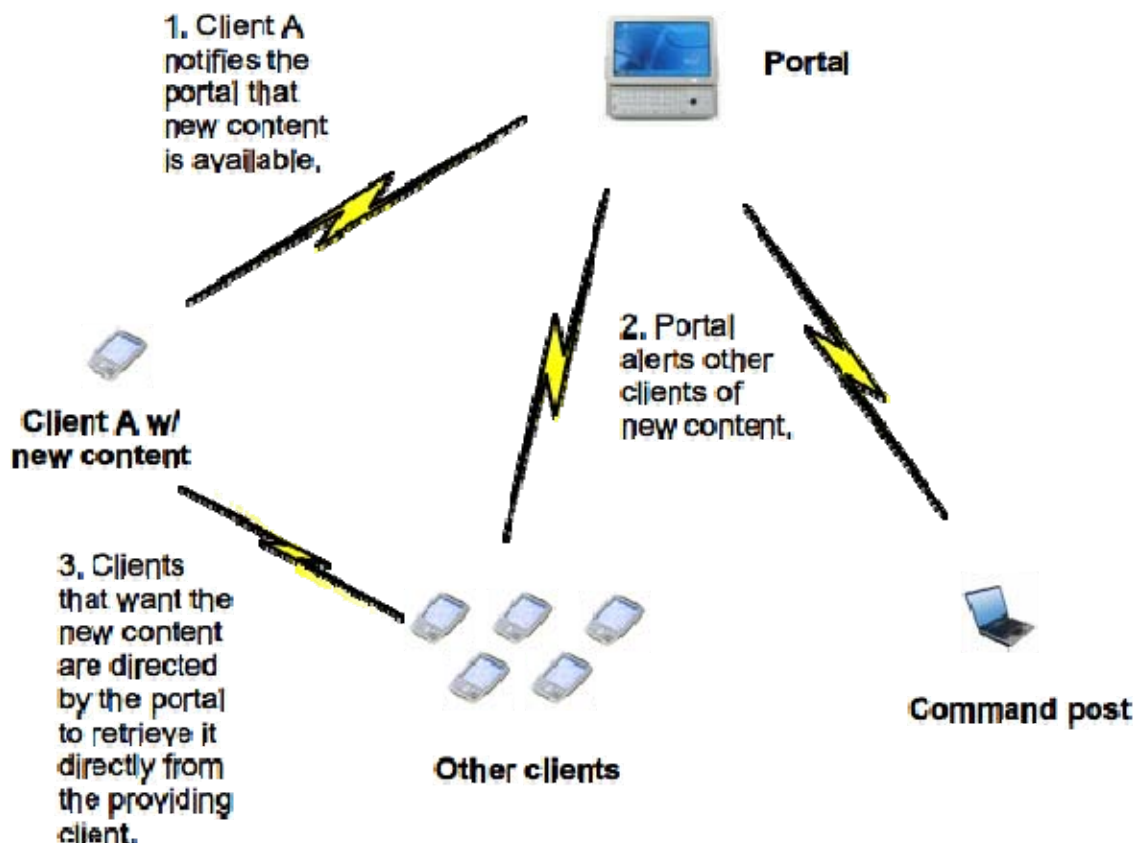 1. Client A
notifies the
portal that
new content
is available.
Portal
2. Portal
alerts other
clients of
new content.
Client A w/
new content
3. Clients
that want the
new content
are directed
by the portal
to retrieve it
directly from
the providing
client.
Other clients
Command post